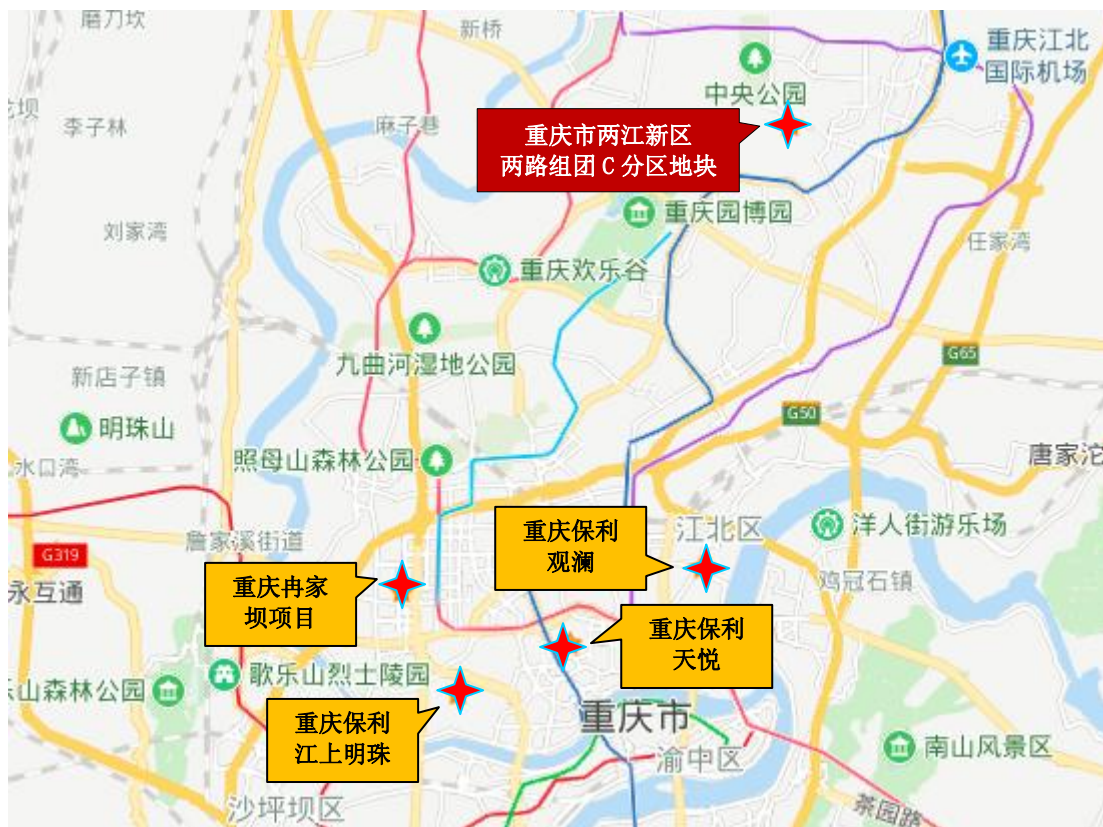 磨刀坎
新桥
重庆江北
国际机场
中央公园
李子林
麻子巷
重庆市两江新区
两路组团 C 分区地块
重庆园博园
刘家湾
任家湾
重庆欢乐谷
九曲河湿地公园
G65
新店子镇
G50
明珠山
唐家沱
照母山森林公园
水口湾
重庆保利
观澜
江北区
洋人街游乐场
詹家溪街道
G319
永互通
鸡冠石镇
重庆冉家
坝项目
重庆保利
天悦
歌乐山烈士陵园
山森林公园
重庆保利
江上明珠
重庆市
南山风景区
渝中区
沙坪坝区
茶园路